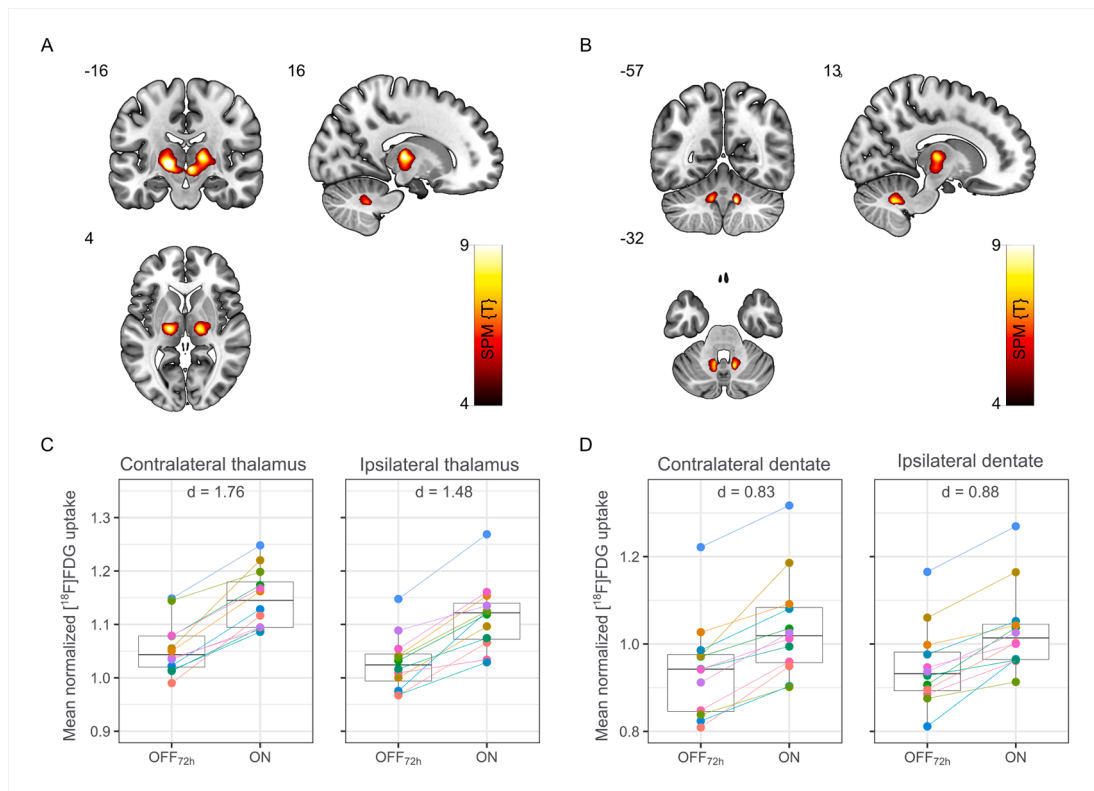 A
B
-16
16
-57
13
4
-32
9
SPM {T}
4
9
SPM {T}
4
C
D
Contralateral thalamus
Ipsilateral thalamus
Contralateral dentate
Ipsilateral dentate
d = 1.76
d = 1.48
d = 0.83
d = 0.88
Mean normalized [18F]FDG uptake
1.3
1.2
1.1
1.0
0.9
Mean normalized [18F]FDG uptake
1.2
1.0
0.8
OFF72h
ON
OFF72h
ON
OFF72h
ON
OFF72h
ON